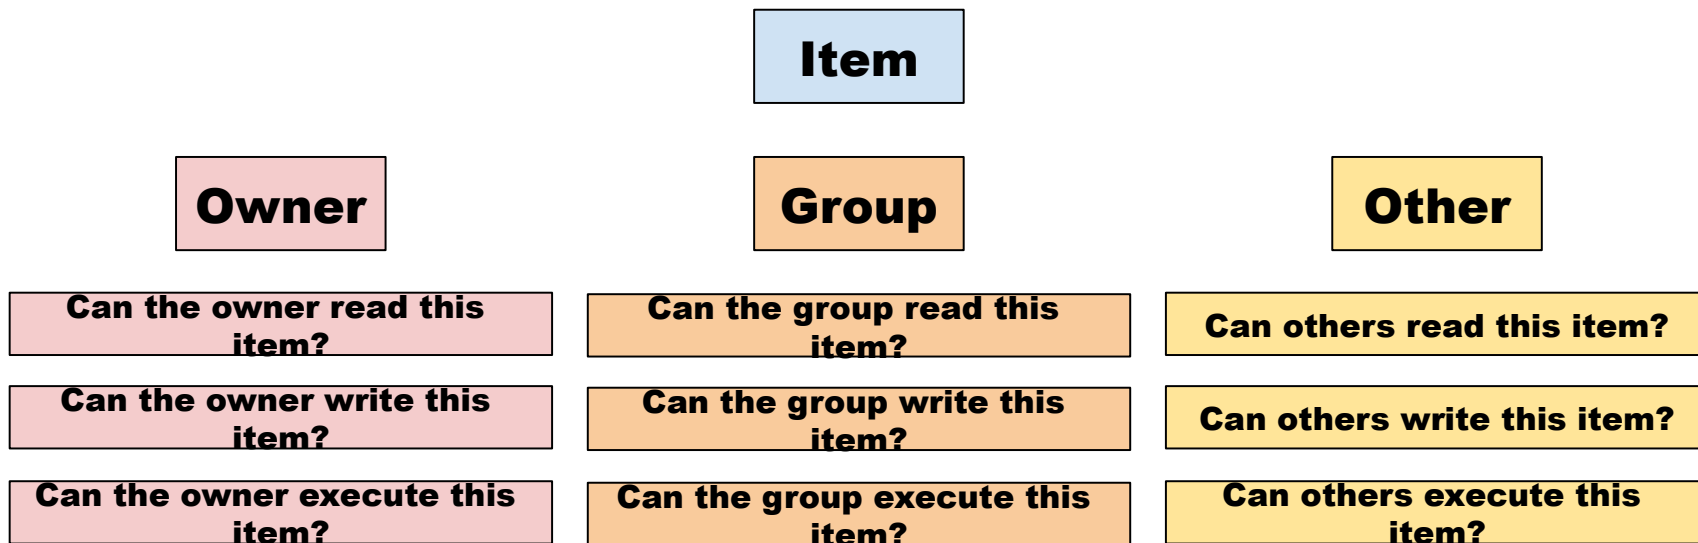 Item
Owner
Group
Other
Can the owner read this
item?
Can the group read this
item?
Can others read this item?
Can the owner write this
item?
Can the group write this
item?
Can others write this item?
Can the owner execute this
item?
Can the group execute this
item?
Can others execute this
item?